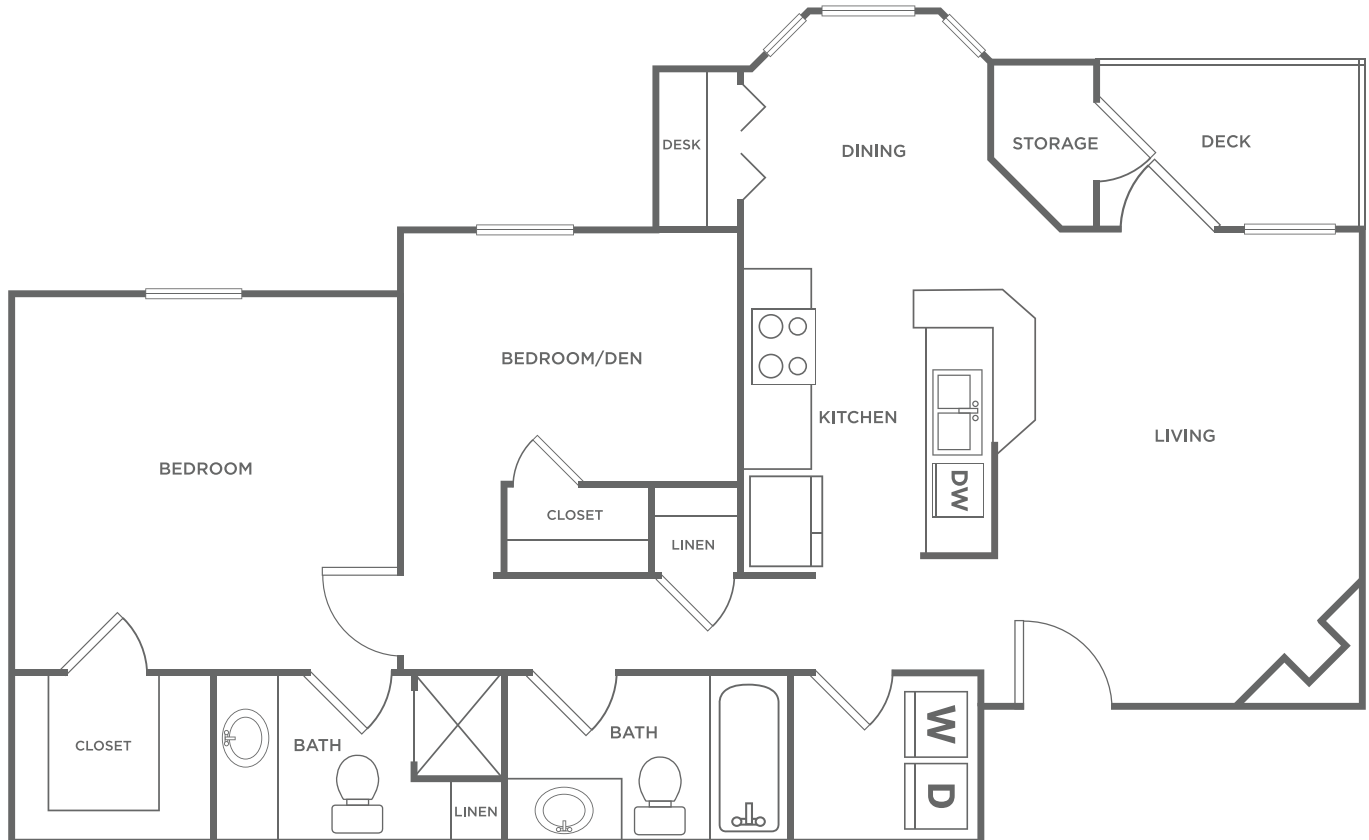 DESK
DINING
STORAGE
DECK
BEDROOM/DEN
KITCHEN
LIVING
BEDROOM
DW
CLOSET
LINEN
W
D
CLOSET
BATH
BATH
LINEN